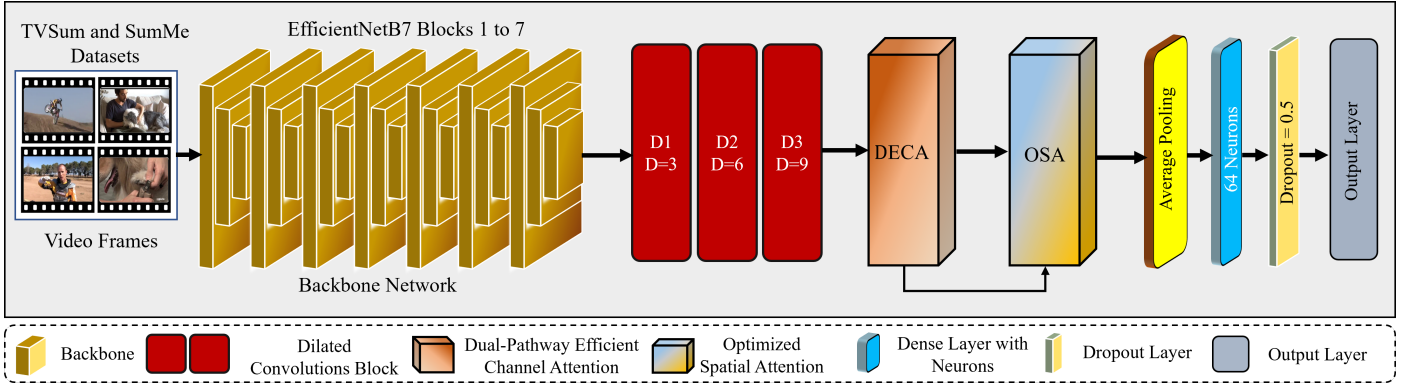 TVSum and SumMe
Datasets
Video Frames
EfficientNetB7 Blocks 1 to 7
Backbone Network
D1
D=3
D2
D=6
D3
D=9
DECA
OSA
Average Pooling
64 Neurons
Dropout = 0.5
Output Layer
Backbone
Dilated
Convolutions Block
Dual-Pathway Efficient
Channel Attention
Optimized
Spatial Attention
Dense Layer with
Neurons
Dropout Layer
Output Layer